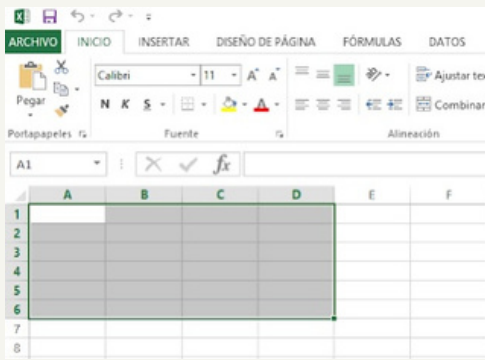 ARCHIVO INICIO INSERTAR DISEÑO DE PÁGINA FÓRMULAS DATOS
Pegar
Calibri 11 A A Ajustar tex
N K S A Combinar
Portapapeles Fuente Alineación
A1 fx
A B C D E F
1
2
3
4
5
6
7
8